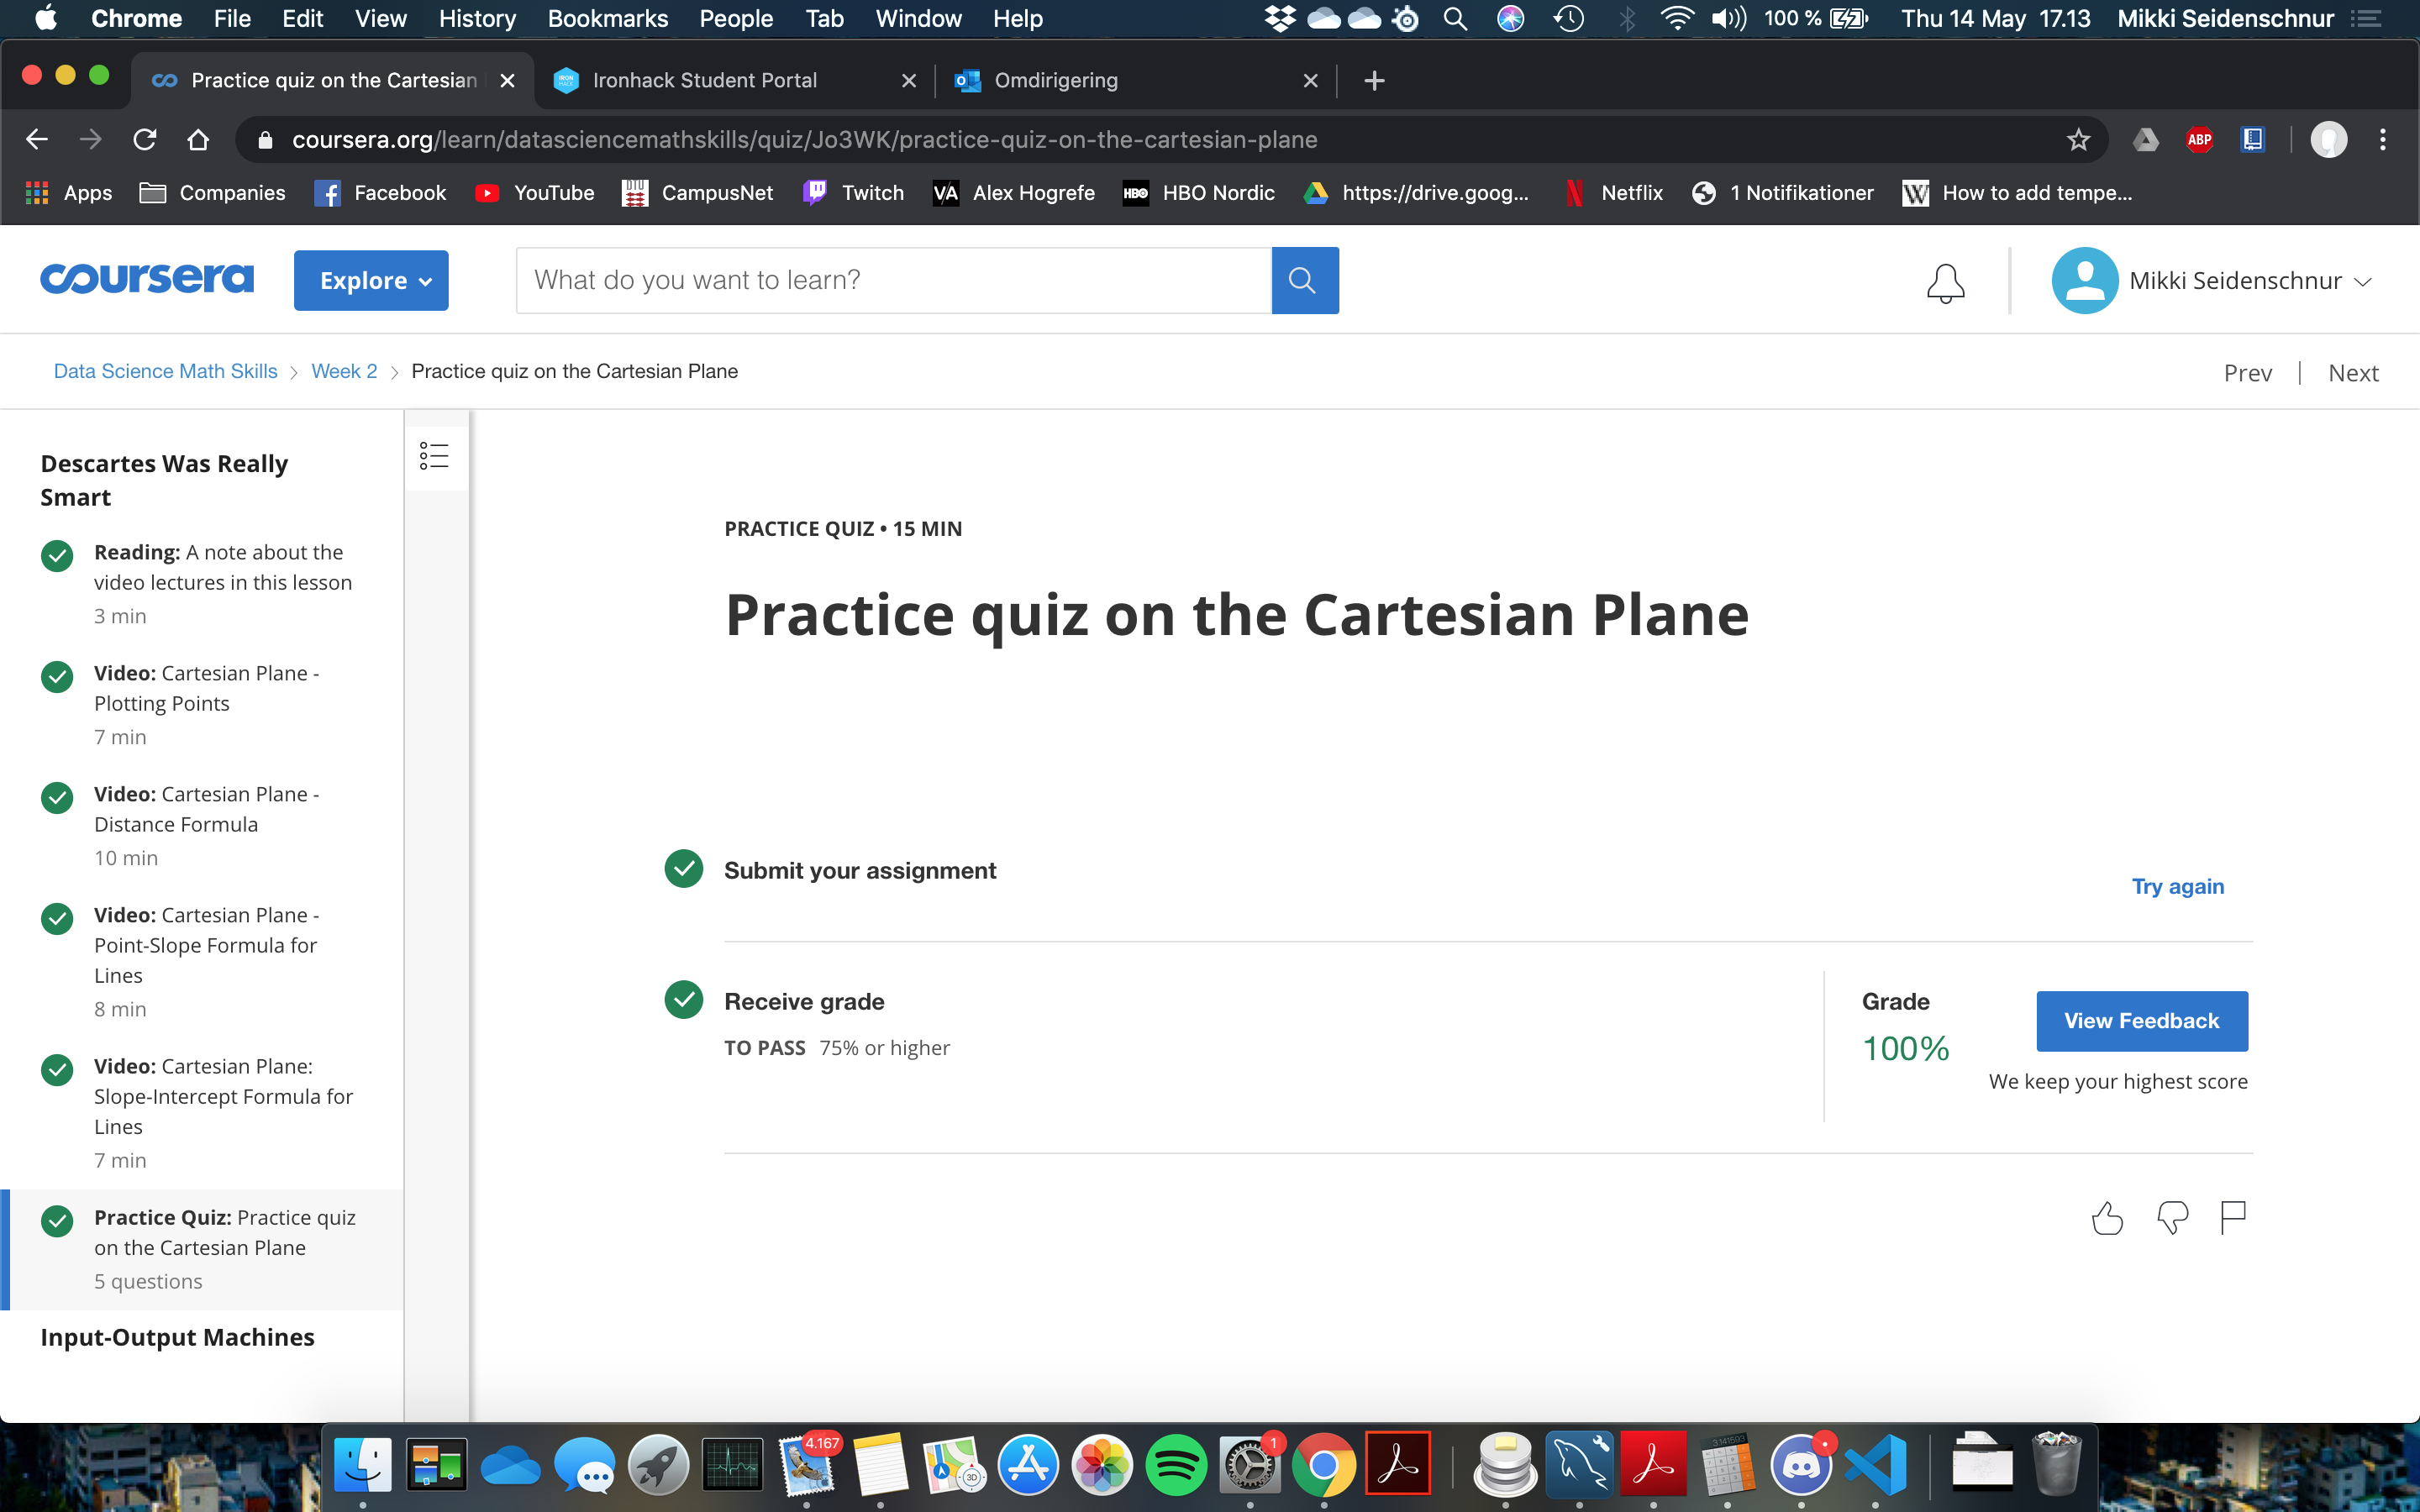 Chrome File Edit View History Bookmarks People Tab Window Help 100 % Thu 14 May 17.13 Mikki Seidenschnur
Practice quiz on the Cartesian Ironhack Student Portal Omdirigering
coursera.org/learn/datasciencemathskills/quiz/Jo3WK/practice-quiz-on-the-cartesian-plane ABP
Apps Companies Facebook YouTube CampusNet Twitch VA Alex Hogrefe HBO HBO Nordic https://drive.goog... Netflix 1 Notifikationer W How to add tempe...
coursera Explore What do you want to learn? Mikki Seidenschnur
Data Science Math Skills > Week 2 > Practice quiz on the Cartesian Plane Prev | Next
Descartes Was Really
Smart
Reading: A note about the
video lectures in this lesson
3 min
Video: Cartesian Plane -
Plotting Points
7 min
Video: Cartesian Plane -
Distance Formula
10 min
Video: Cartesian Plane -
Point-Slope Formula for
Lines
8 min
Video: Cartesian Plane:
Slope-Intercept Formula for
Lines
7 min
Practice Quiz: Practice quiz
on the Cartesian Plane
5 questions
Input-Output Machines
PRACTICE QUIZ • 15 MIN
Practice quiz on the Cartesian Plane
Submit your assignment
Try again
Receive grade
TO PASS 75% or higher
Grade
100%
View Feedback
We keep your highest score
4.167 3D 1 3.141593